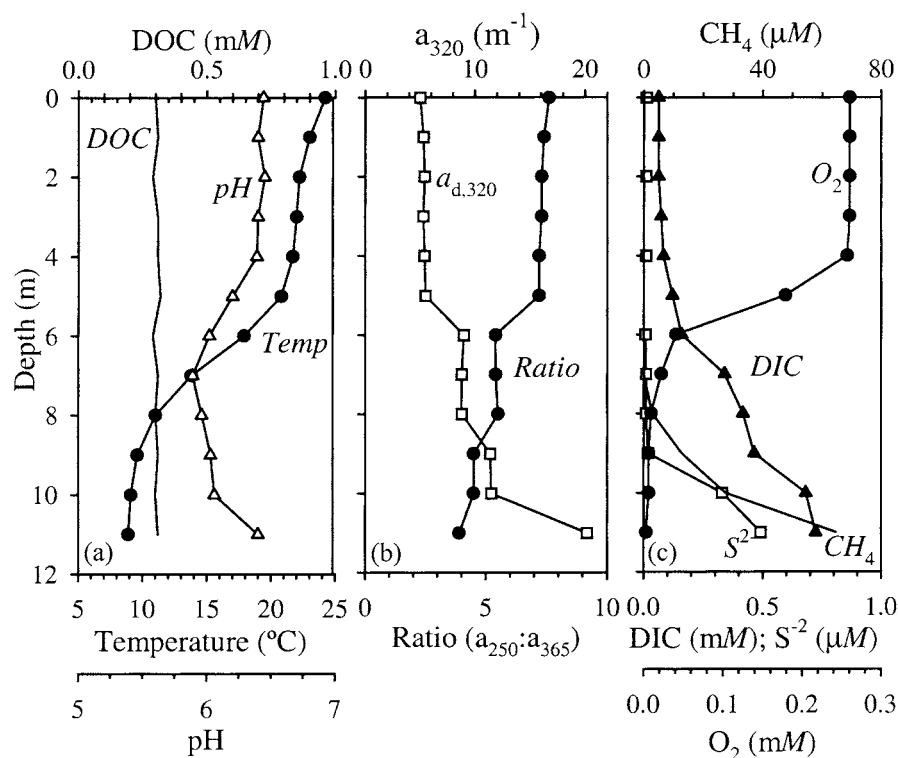 DOC (mM)
0.0 0.5 1.0
a320 (m-1)
0 10 20
CH4 (μM)
0 40 80
Depth (m)
0
2
4
6
8
10
12
DOC
pH
Temp
(a)
5 10 15 20 25
Temperature (ºC)
5 6 7
pH
ad,320
Ratio
(b)
0 5 10
Ratio (a250:a365)
O2
DIC
S2
CH4
(c)
0.0 0.5 1.0
DIC (mM); S-2 (μM)
0.0 0.1 0.2 0.3
O2 (mM)